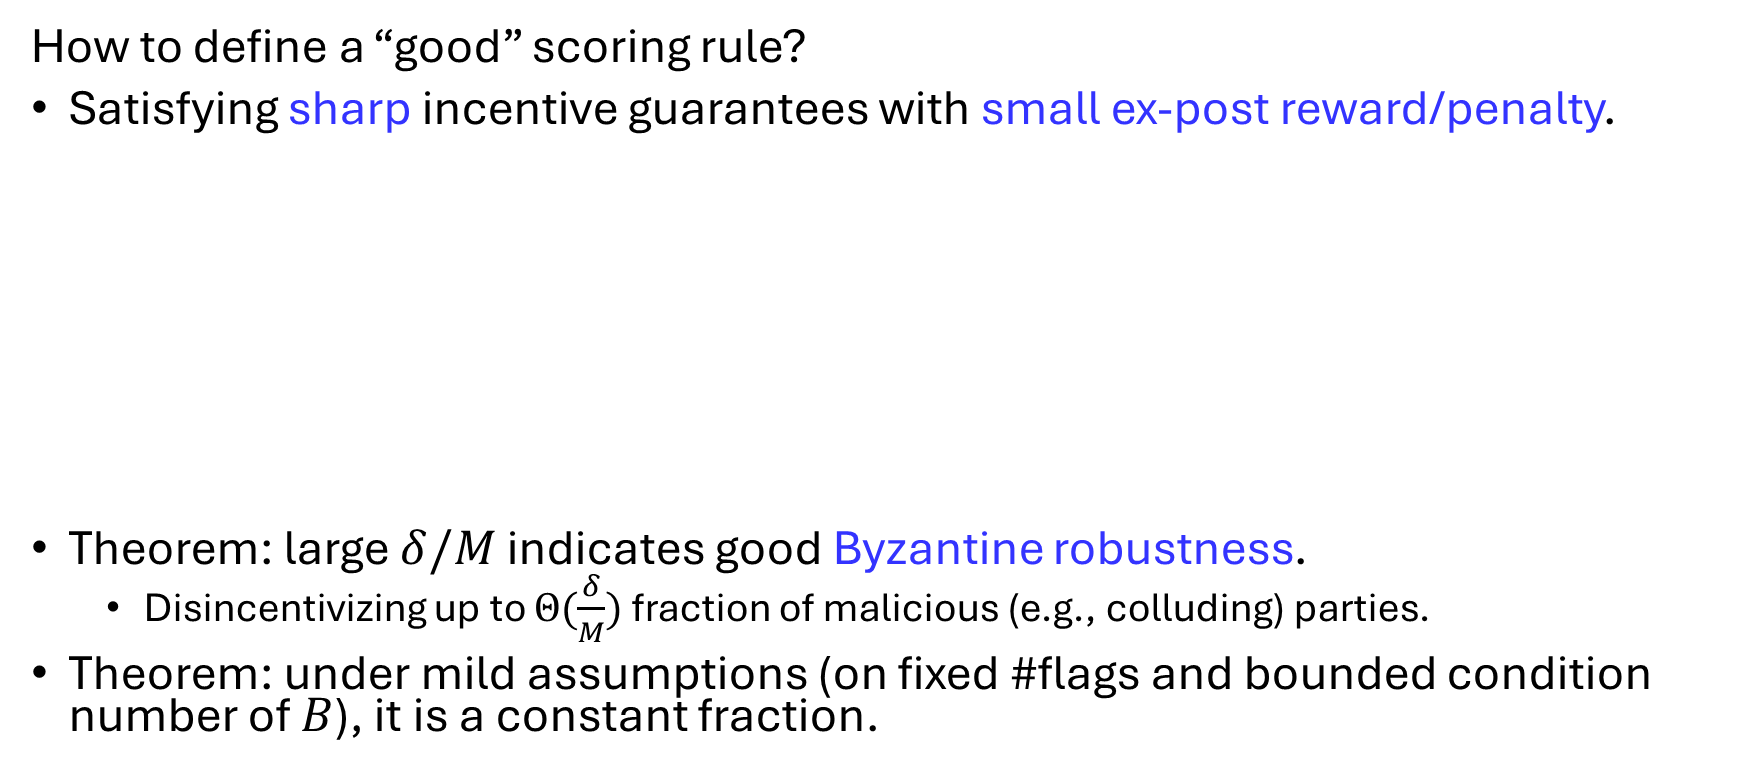 How to define a “good” scoring rule?
• Satisfying sharp incentive guarantees with small ex-post reward/penalty.
• Theorem: large δ/M indicates good Byzantine robustness.
• Disincentivizing up to Θ(δ/M) fraction of malicious (e.g., colluding) parties.
• Theorem: under mild assumptions (on fixed #flags and bounded condition
number of B), it is a constant fraction.